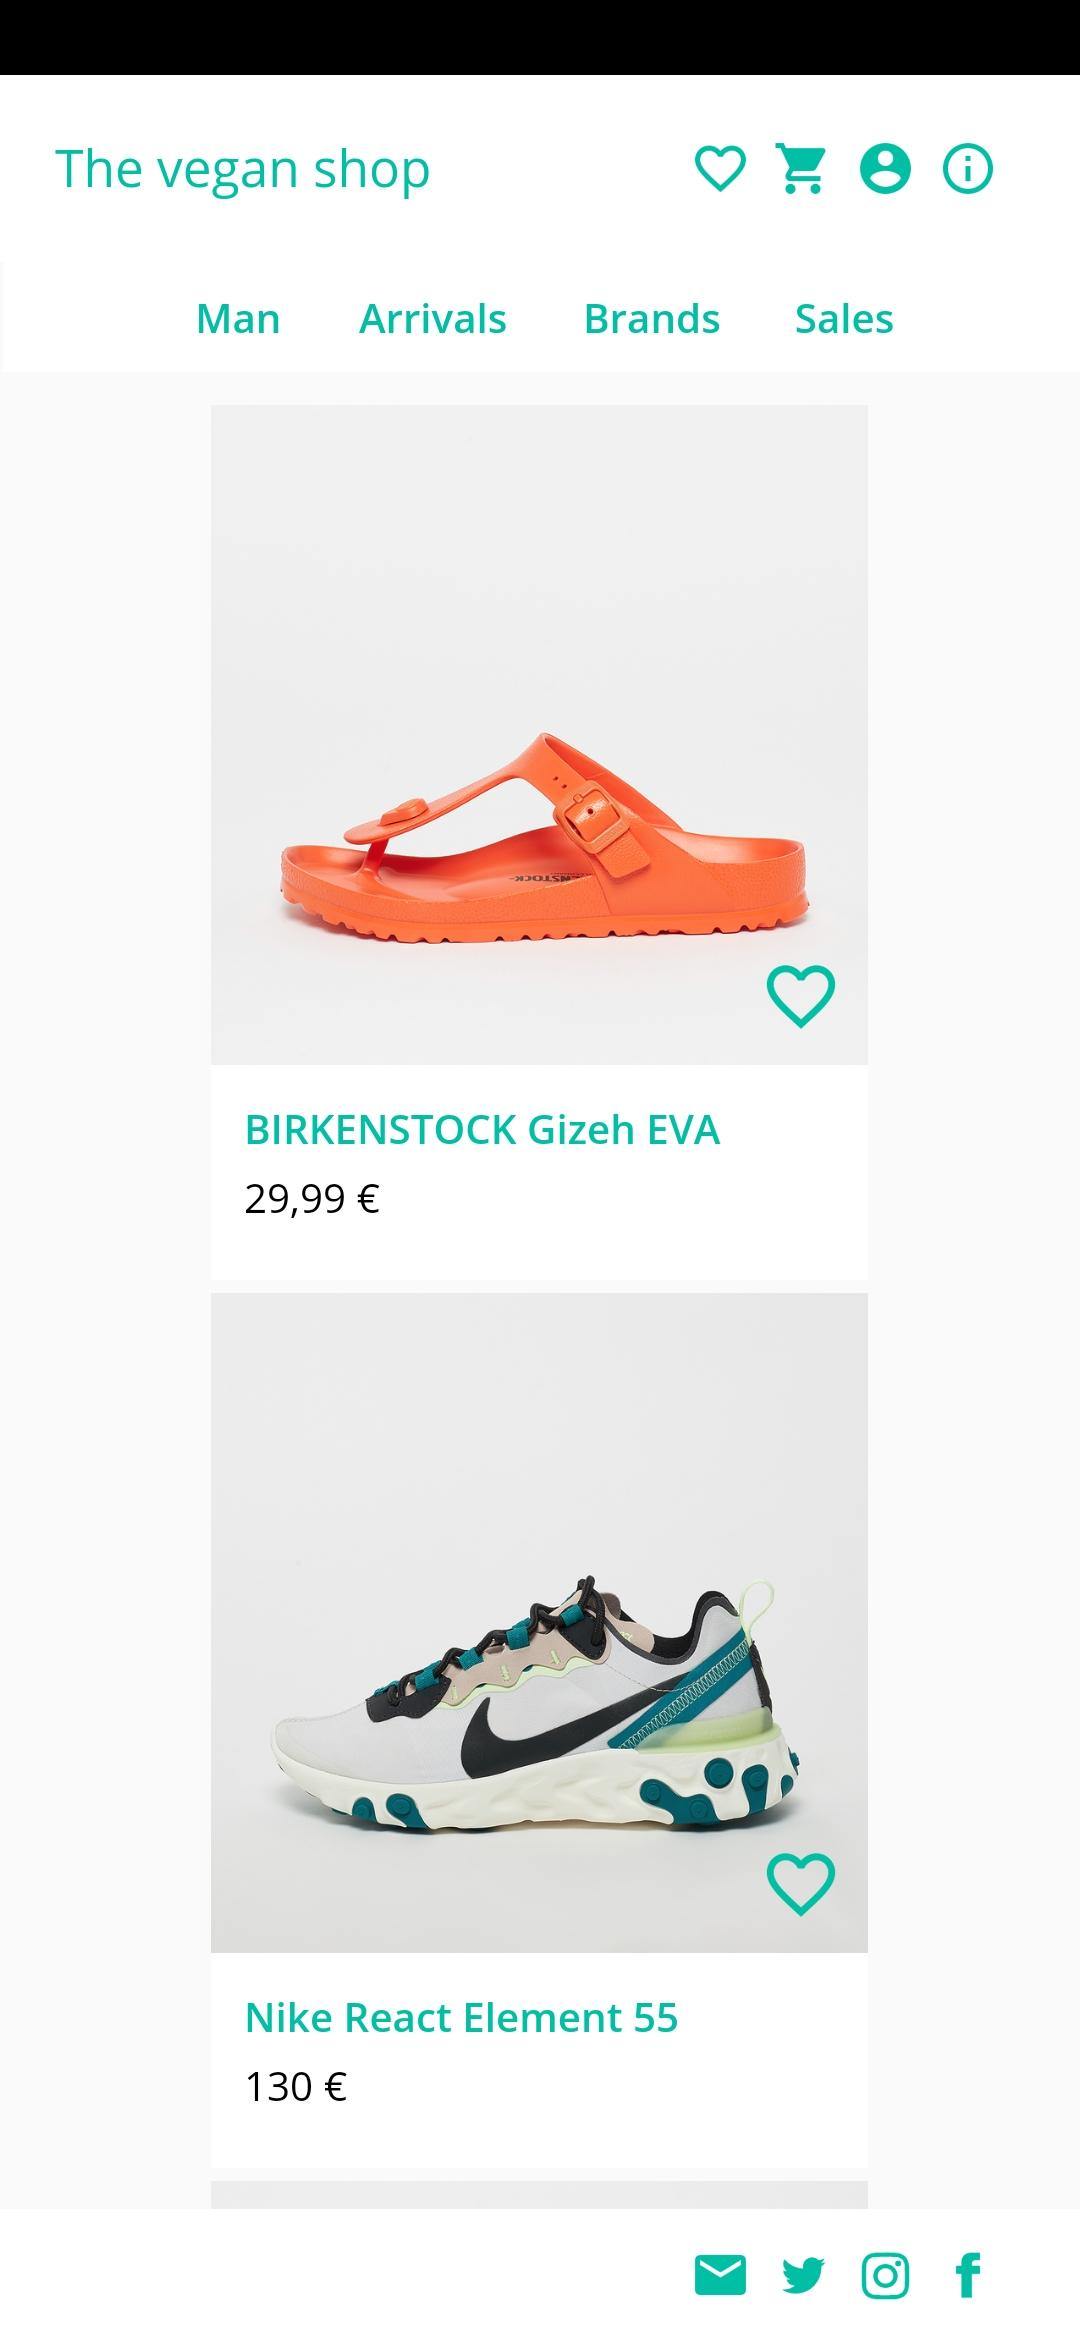 The vegan shop
Man Arrivals Brands Sales
BIRKENSTOCK Gizeh EVA
29,99 €
Nike React Element 55
130 €